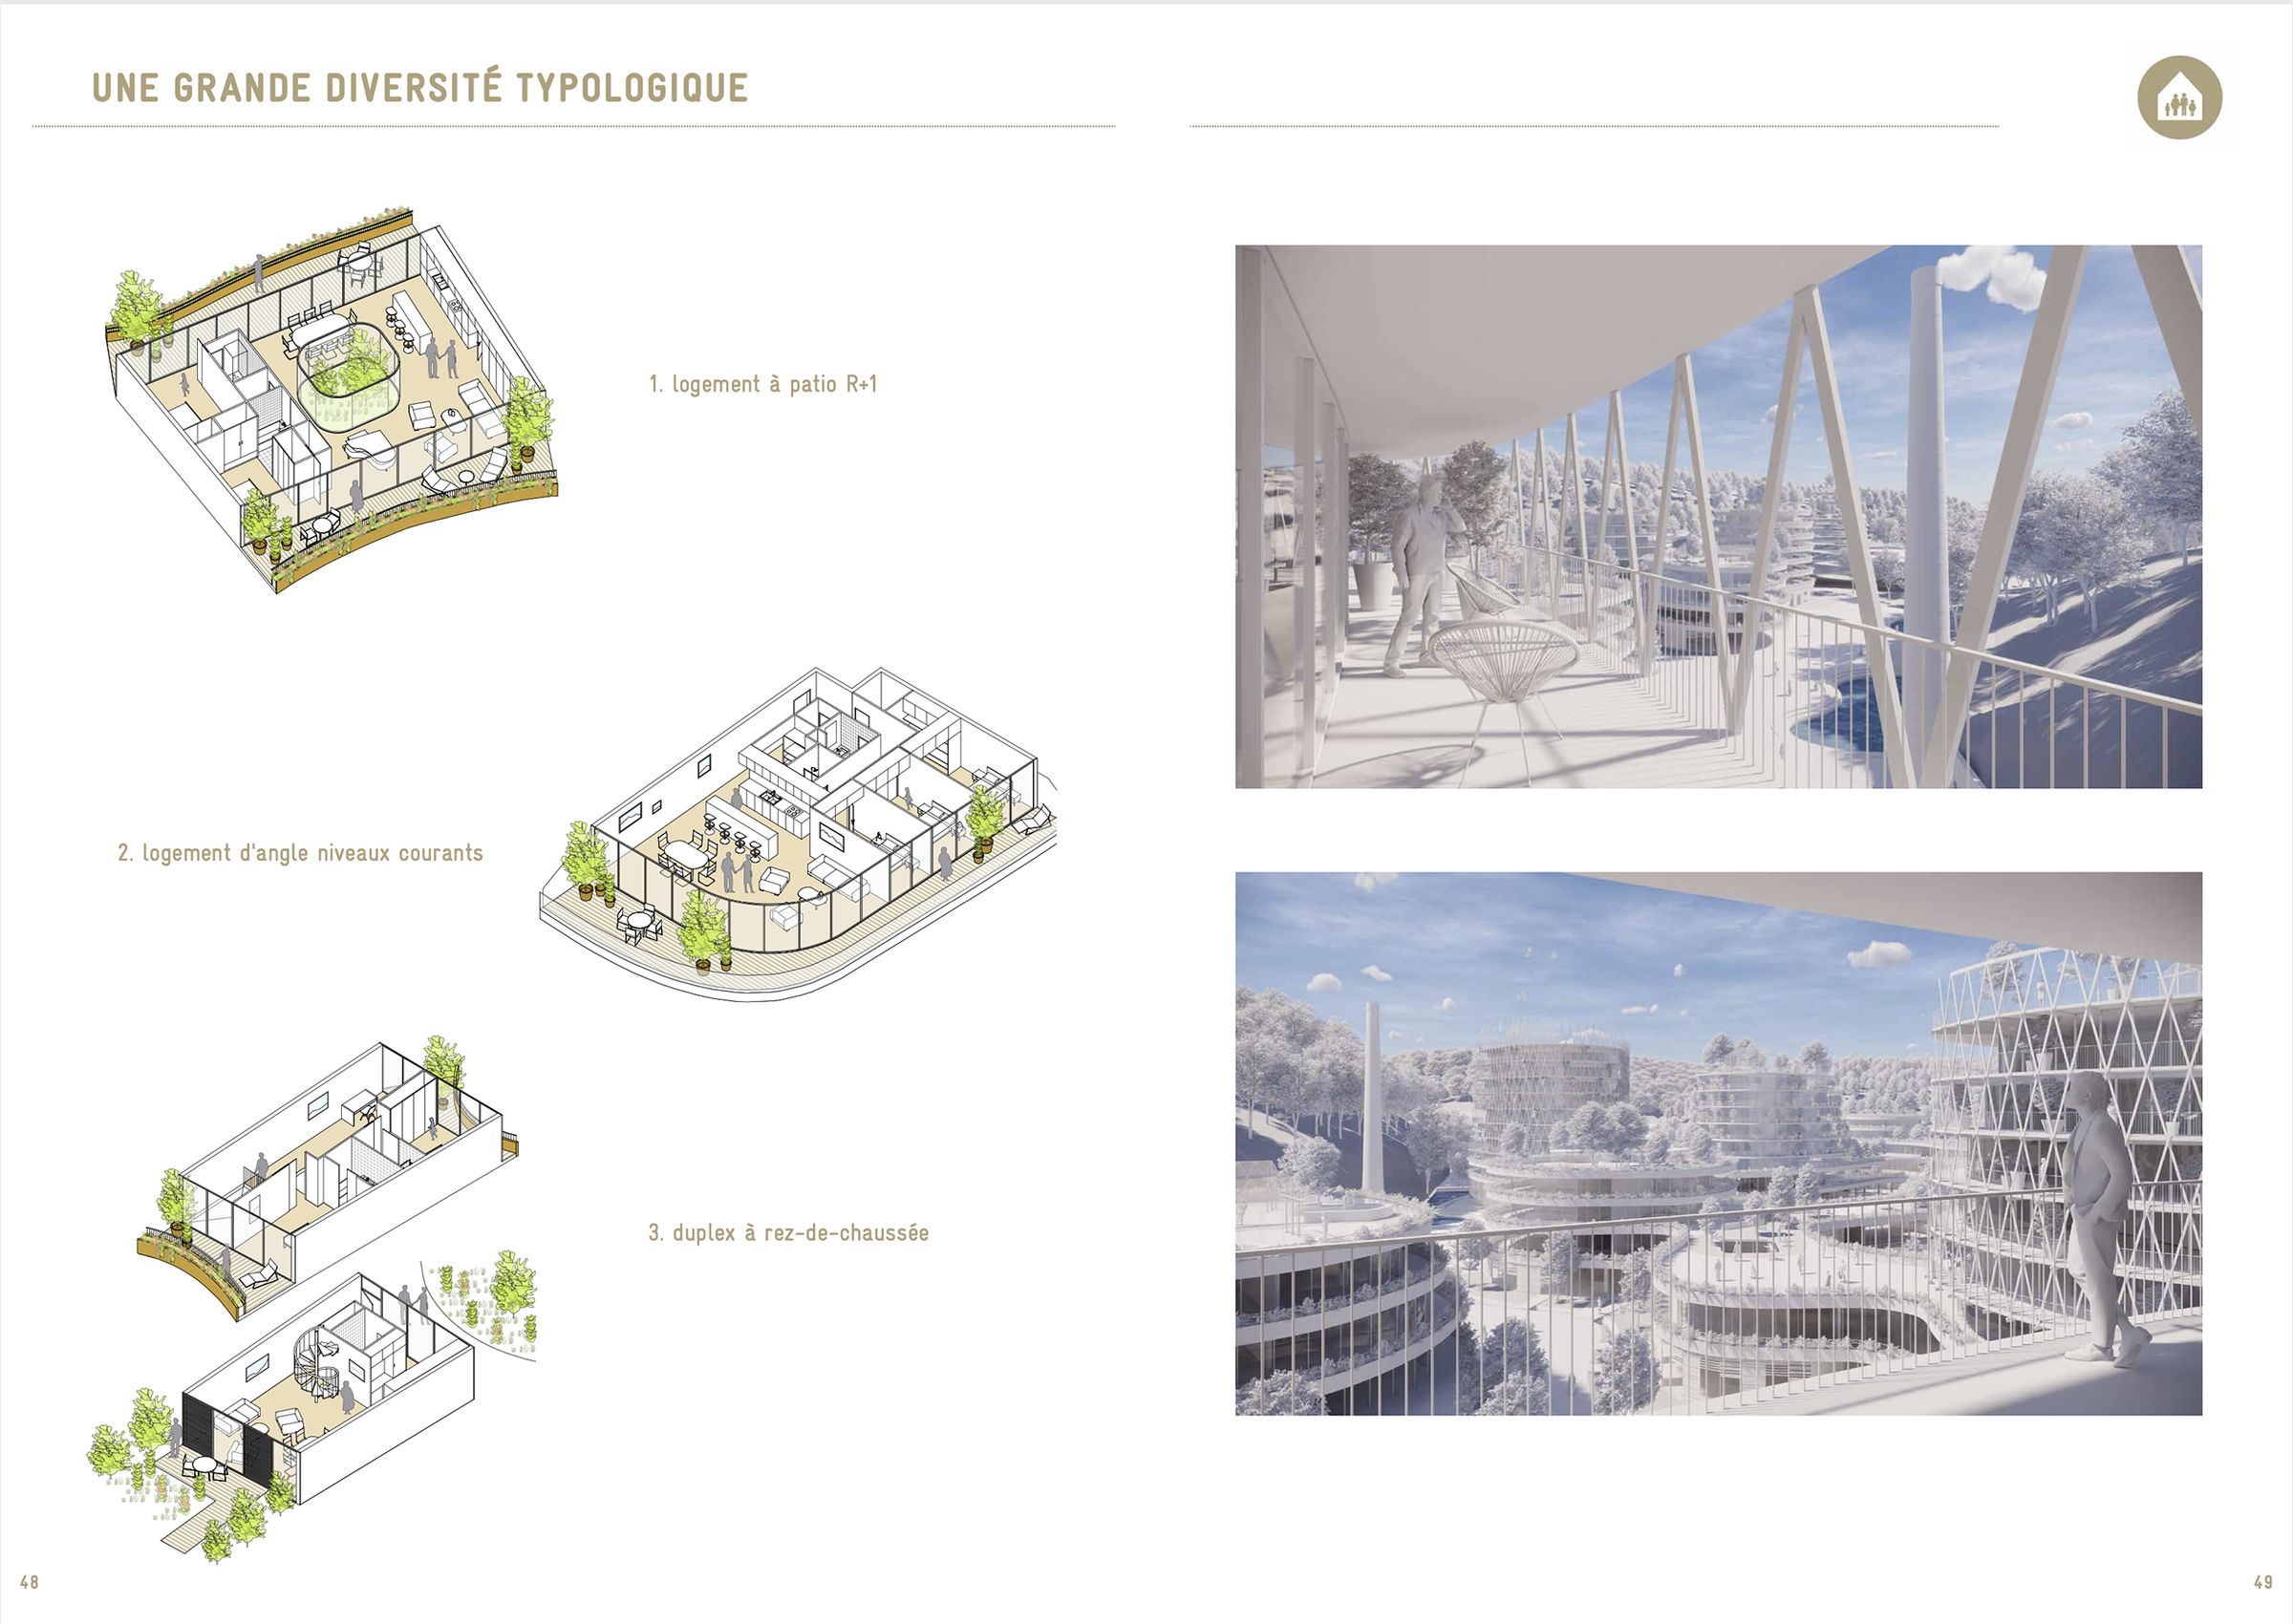 UNE GRANDE DIVERSITÉ TYPOLOGIQUE
1. logement à patio R+1
2. logement d'angle niveaux courants
3. duplex à rez-de-chaussée
48
49